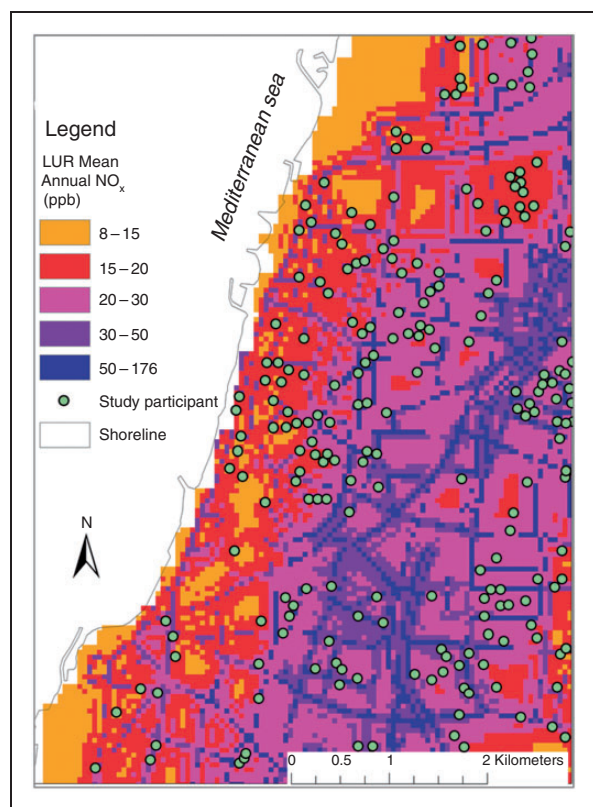 Mediterranean sea
Legend
LUR Mean
Annual NOx
(ppb)
8–15
15–20
20–30
30–50
50–176
Study participant
Shoreline
N
0 0.5 1 2 Kilometers